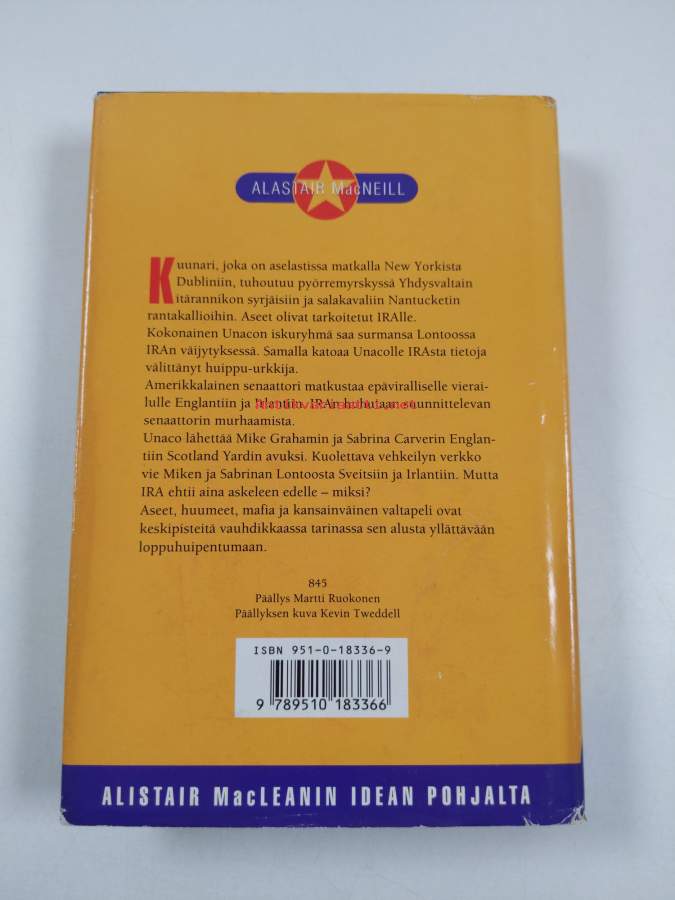 ALASTAIR MacNEILL
Kuunari, joka on aselastissa matkalla New Yorkista
Dubliniin, tuhoutuu pyörremyrskyssä Yhdysvaltain
itärannikon syrjäisiin ja salakavaliin Nantucketin
rantakallioihin. Aseet olivat tarkoitetut IRAlle.
Kokonainen Unacon iskuryhmä saa surmansa Lontoossa
IRAn väijytyksessä. Samalla katoaa Unacolle IRAsta tietoja
välittänyt huippu-urkkija.
Amerikkalainen senaattori matkustaa epäviralliselle vierai-
lulle Englantiin ja Irlantiin. IRAn huhutaan suunnittelevan
senaattorin murhaamista.
Unaco lähettää Mike Grahamin ja Sabrina Carverin Englan-
tiin Scotland Yardin avuksi. Kuolettava vehkeilyn verkko
vie Miken ja Sabrinan Lontoosta Sveitsiin ja Irlantiin. Mutta
IRA ehtii aina askeleen edelle – miksi?
Aseet, huumeet, mafia ja kansainväinen valtapeli ovat
keskipisteitä vauhdikkaassa tarinassa sen alusta yllättävään
loppuhuipentumaan.
845
Päällys Martti Ruokonen
Päällyksen kuva Kevin Tweddell
ISBN 951-0-18336-9
9 789510 183366
ALISTAIR MacLEANIN IDEAN POHJALTA